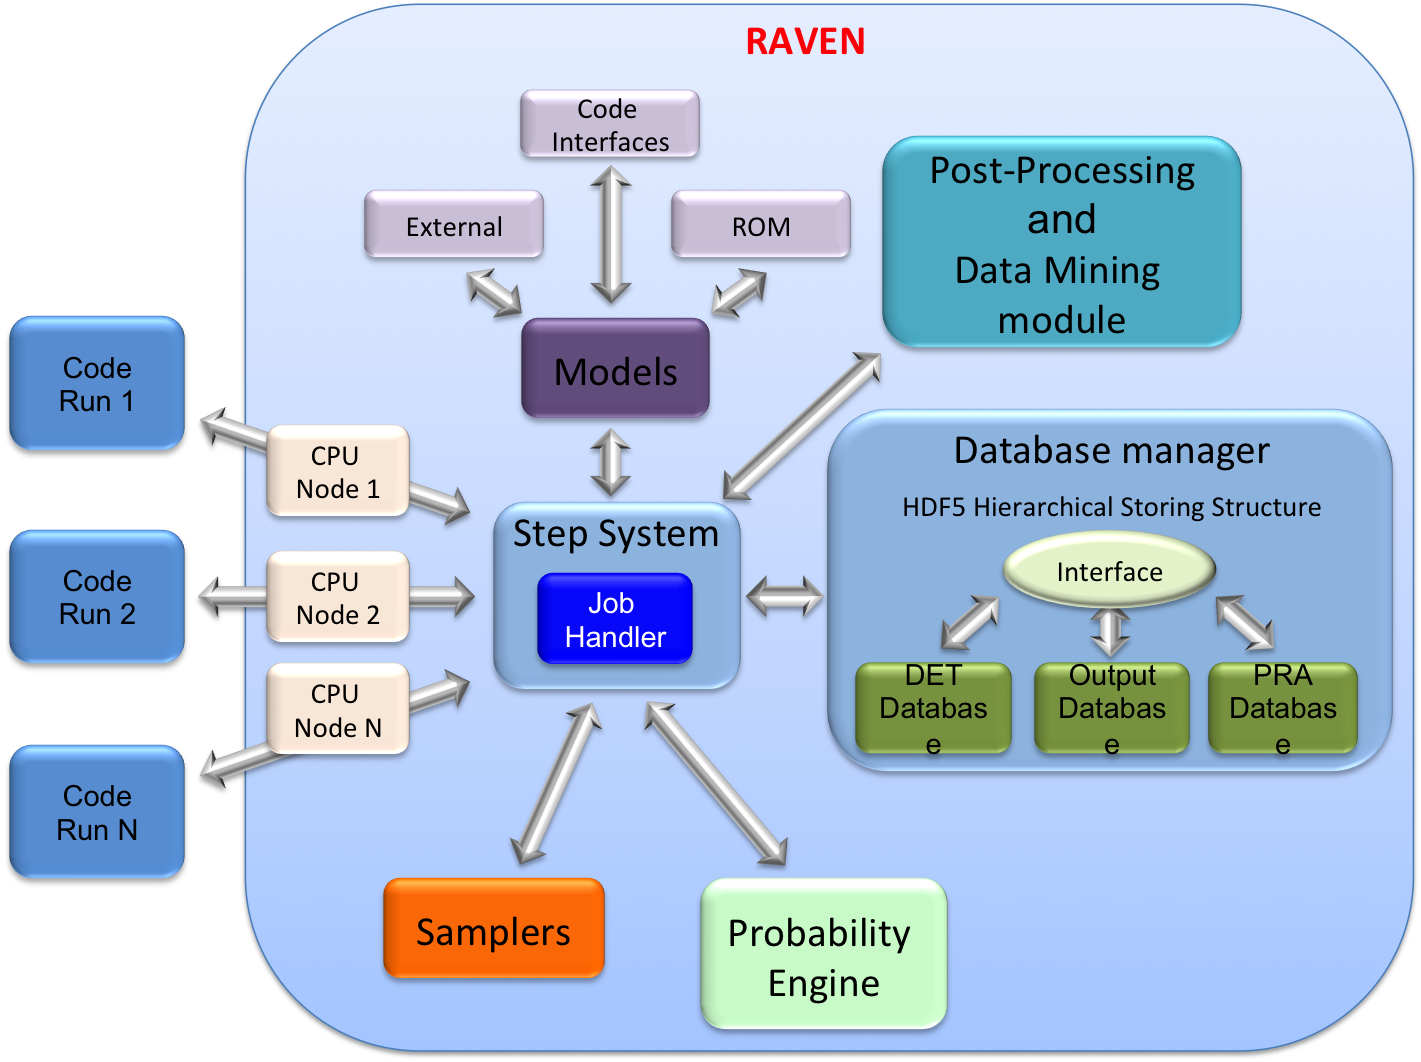 RAVEN
Code
Interfaces
External
ROM
Post-Processing
and
Data Mining
module
Models
Code
Run 1
CPU
Node 1
Code
Run 2
CPU
Node 2
Code
Run N
CPU
Node N
Step System
Job
Handler
Database manager
HDF5 Hierarchical Storing Structure
Interface
DET
Databas
e
Output
Databas
e
PRA
Databas
e
Samplers
Probability
Engine